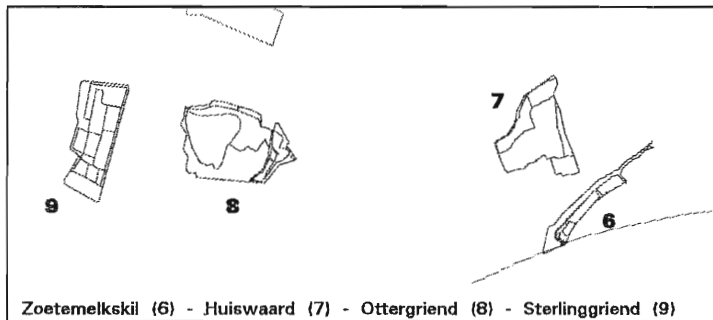 7
9
8
6
Zoetemelkskil (6) - Huiswaard (7) - Ottergriend (8) - Sterlinggriend (9)